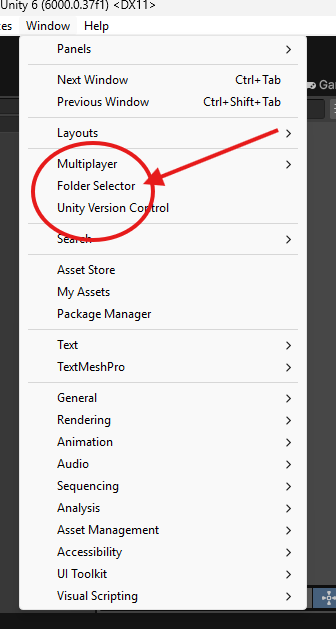 Unity 6 (6000.0.37f1) <DX11>
ces Window Help
Panels
Next Window Ctrl+Tab
Previous Window Ctrl+Shift+Tab
Layouts
Multiplayer
Folder Selector
Unity Version Control
Search
Asset Store
My Assets
Package Manager
Text
TextMeshPro
General
Rendering
Animation
Audio
Sequencing
Analysis
Asset Management
Accessibility
UI Toolkit
Visual Scripting